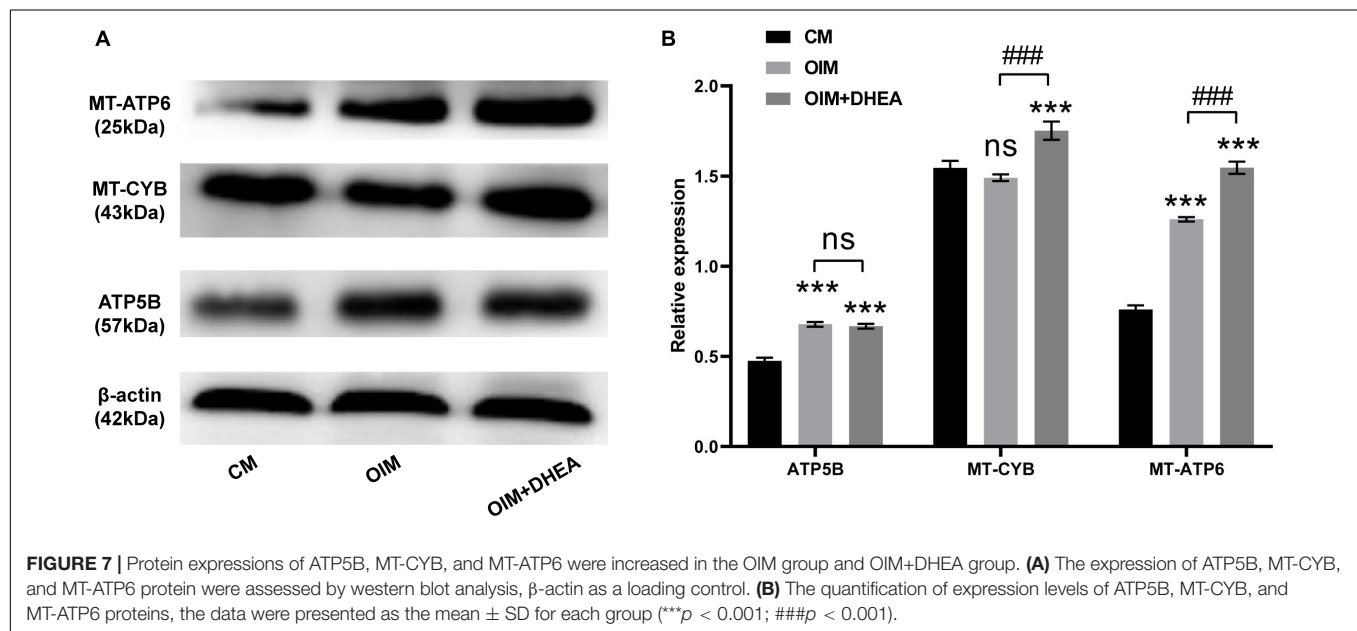 A
MT-ATP6
(25kDa)
MT-CYB
(43kDa)
ATP5B
(57kDa)
β-actin
(42kDa)
CM
OIM
OIM+DHEA
B
CM
OIM
OIM+DHEA
Relative expression
2.0
1.5
1.0
0.5
0.0
ns
***
***
###
ns
***
###
***
***
ATP5B
MT-CYB
MT-ATP6
FIGURE 7 | Protein expressions of ATP5B, MT-CYB, and MT-ATP6 were increased in the OIM group and OIM+DHEA group. (A) The expression of ATP5B, MT-CYB,
and MT-ATP6 protein were assessed by western blot analysis, β-actin as a loading control. (B) The quantification of expression levels of ATP5B, MT-CYB, and
MT-ATP6 proteins, the data were presented as the mean ± SD for each group (***p < 0.001; ###p < 0.001).